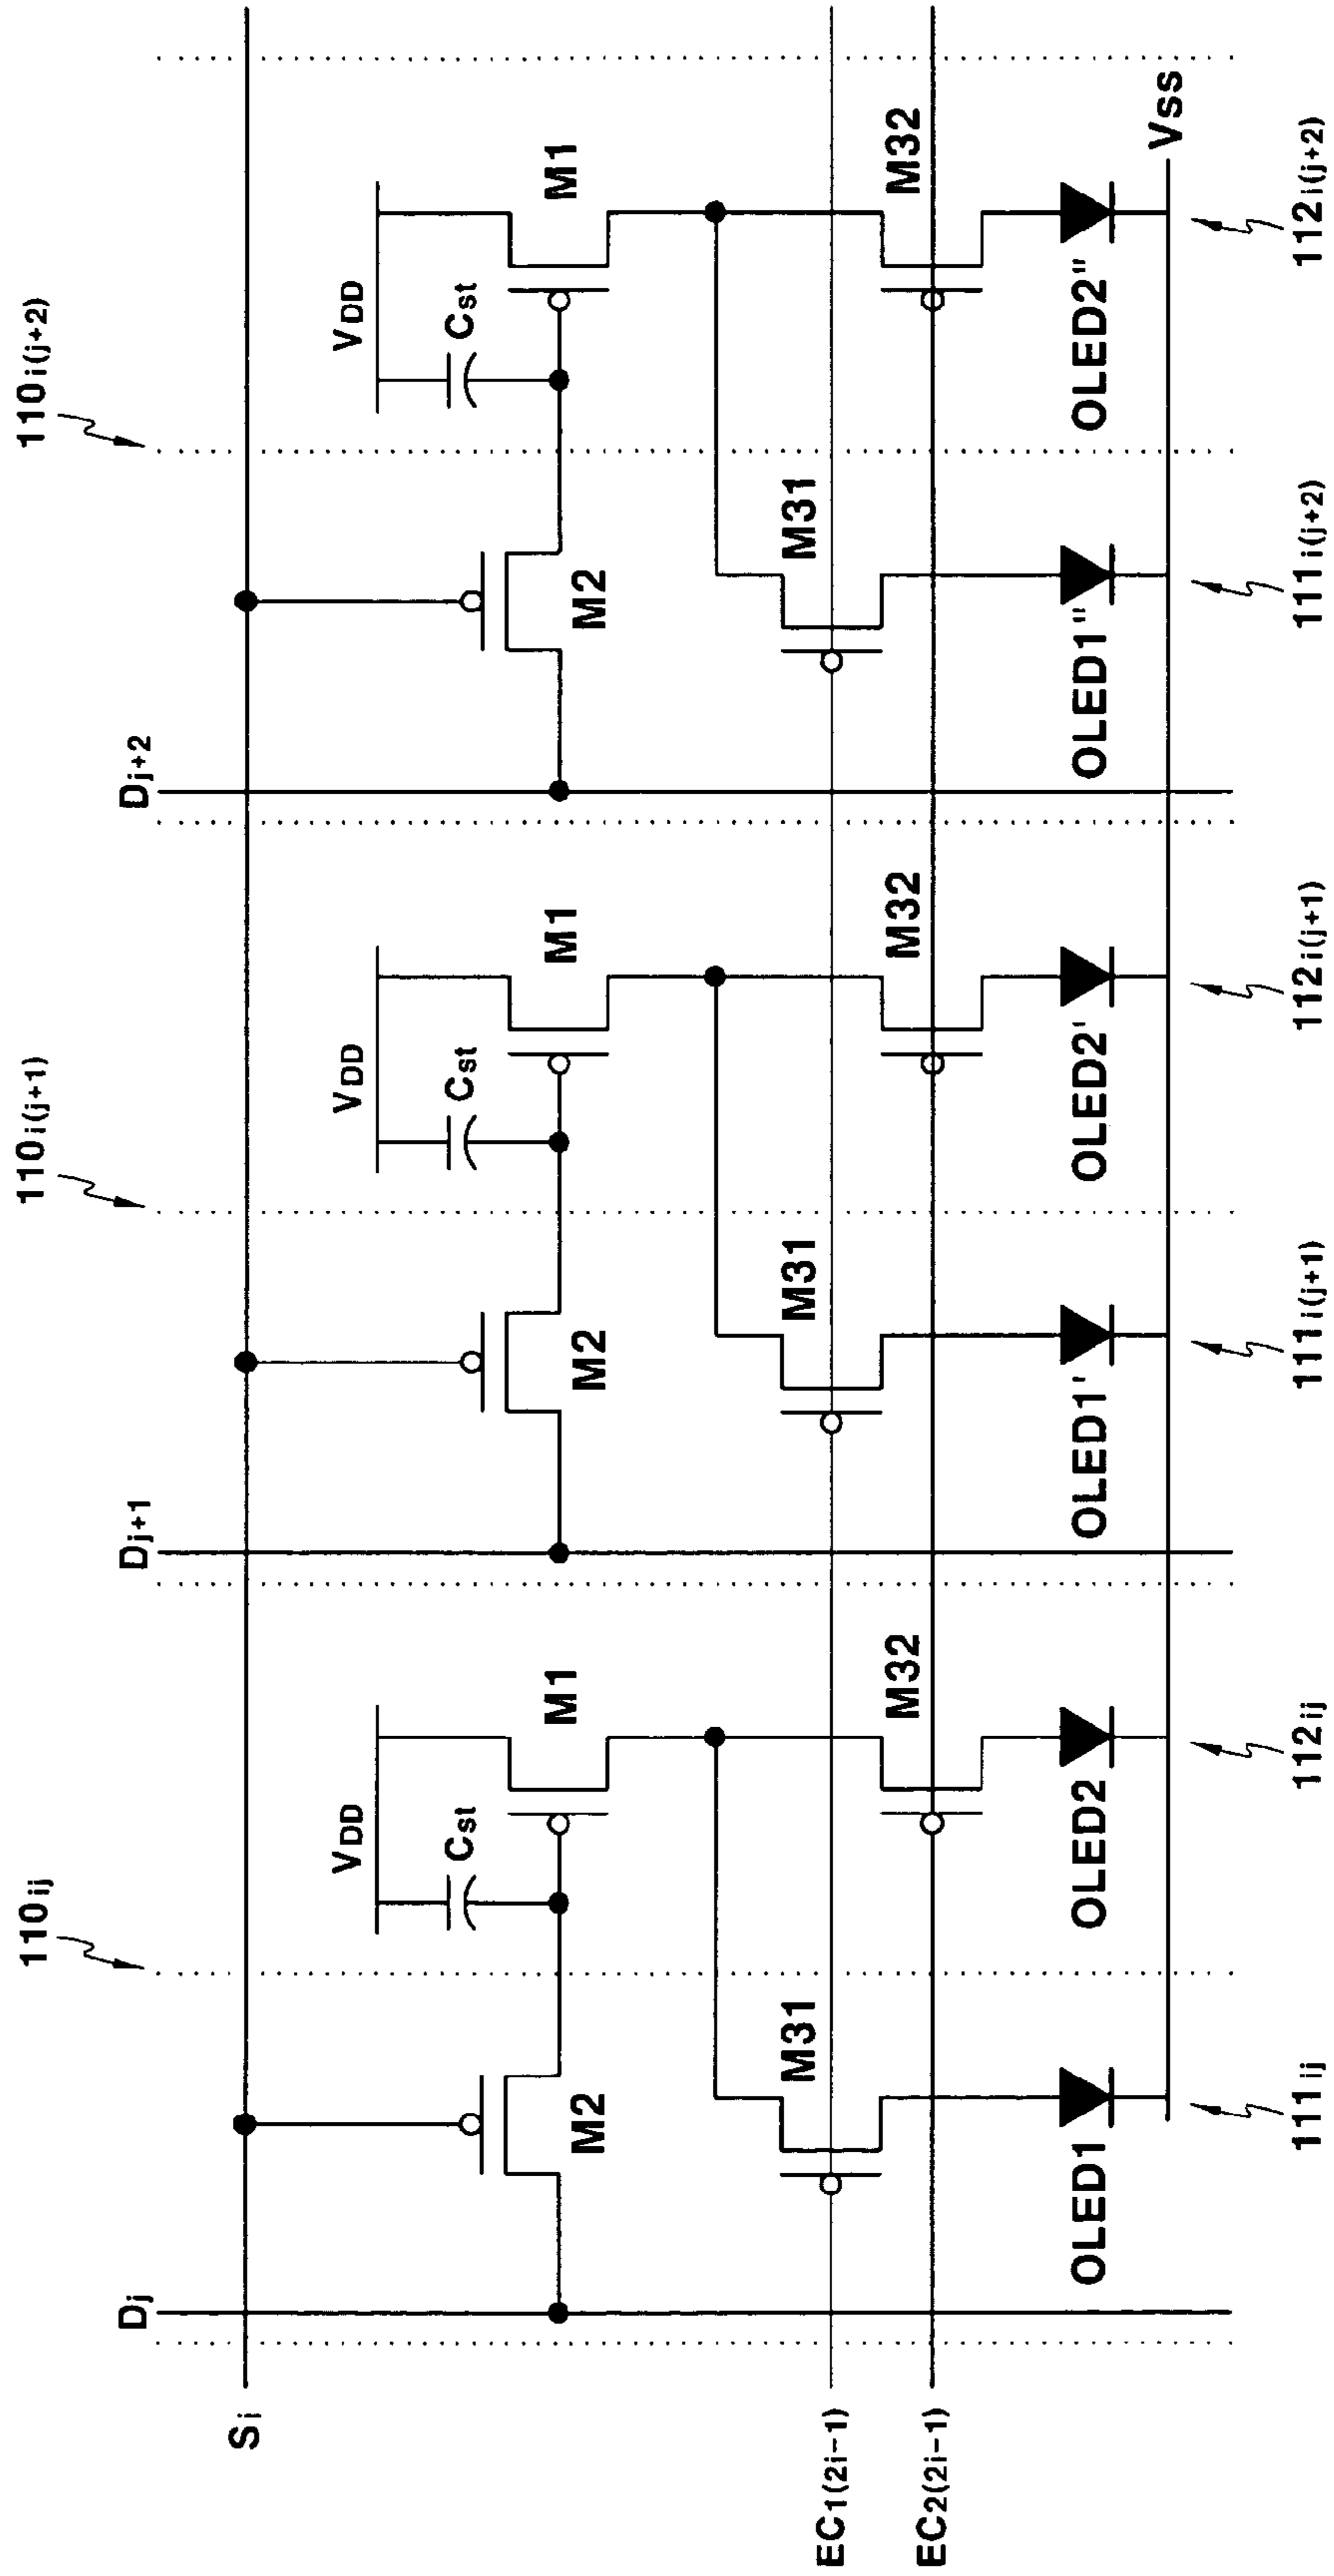 110ij 110i(j+1) 110i(j+2)
Dj Dj+1 Dj+2
Si
VDD VDD VDD
Cst Cst Cst
M1 M1 M1
M2 M2 M2
M31 M31 M31
EC1(2i-1)
M32 M32 M32
EC2(2i-1)
OLED1 OLED2 OLED1' OLED2' OLED1" OLED2"
Vss
111ij 112ij 111i(j+1) 112i(j+1) 111i(j+2) 112i(j+2)